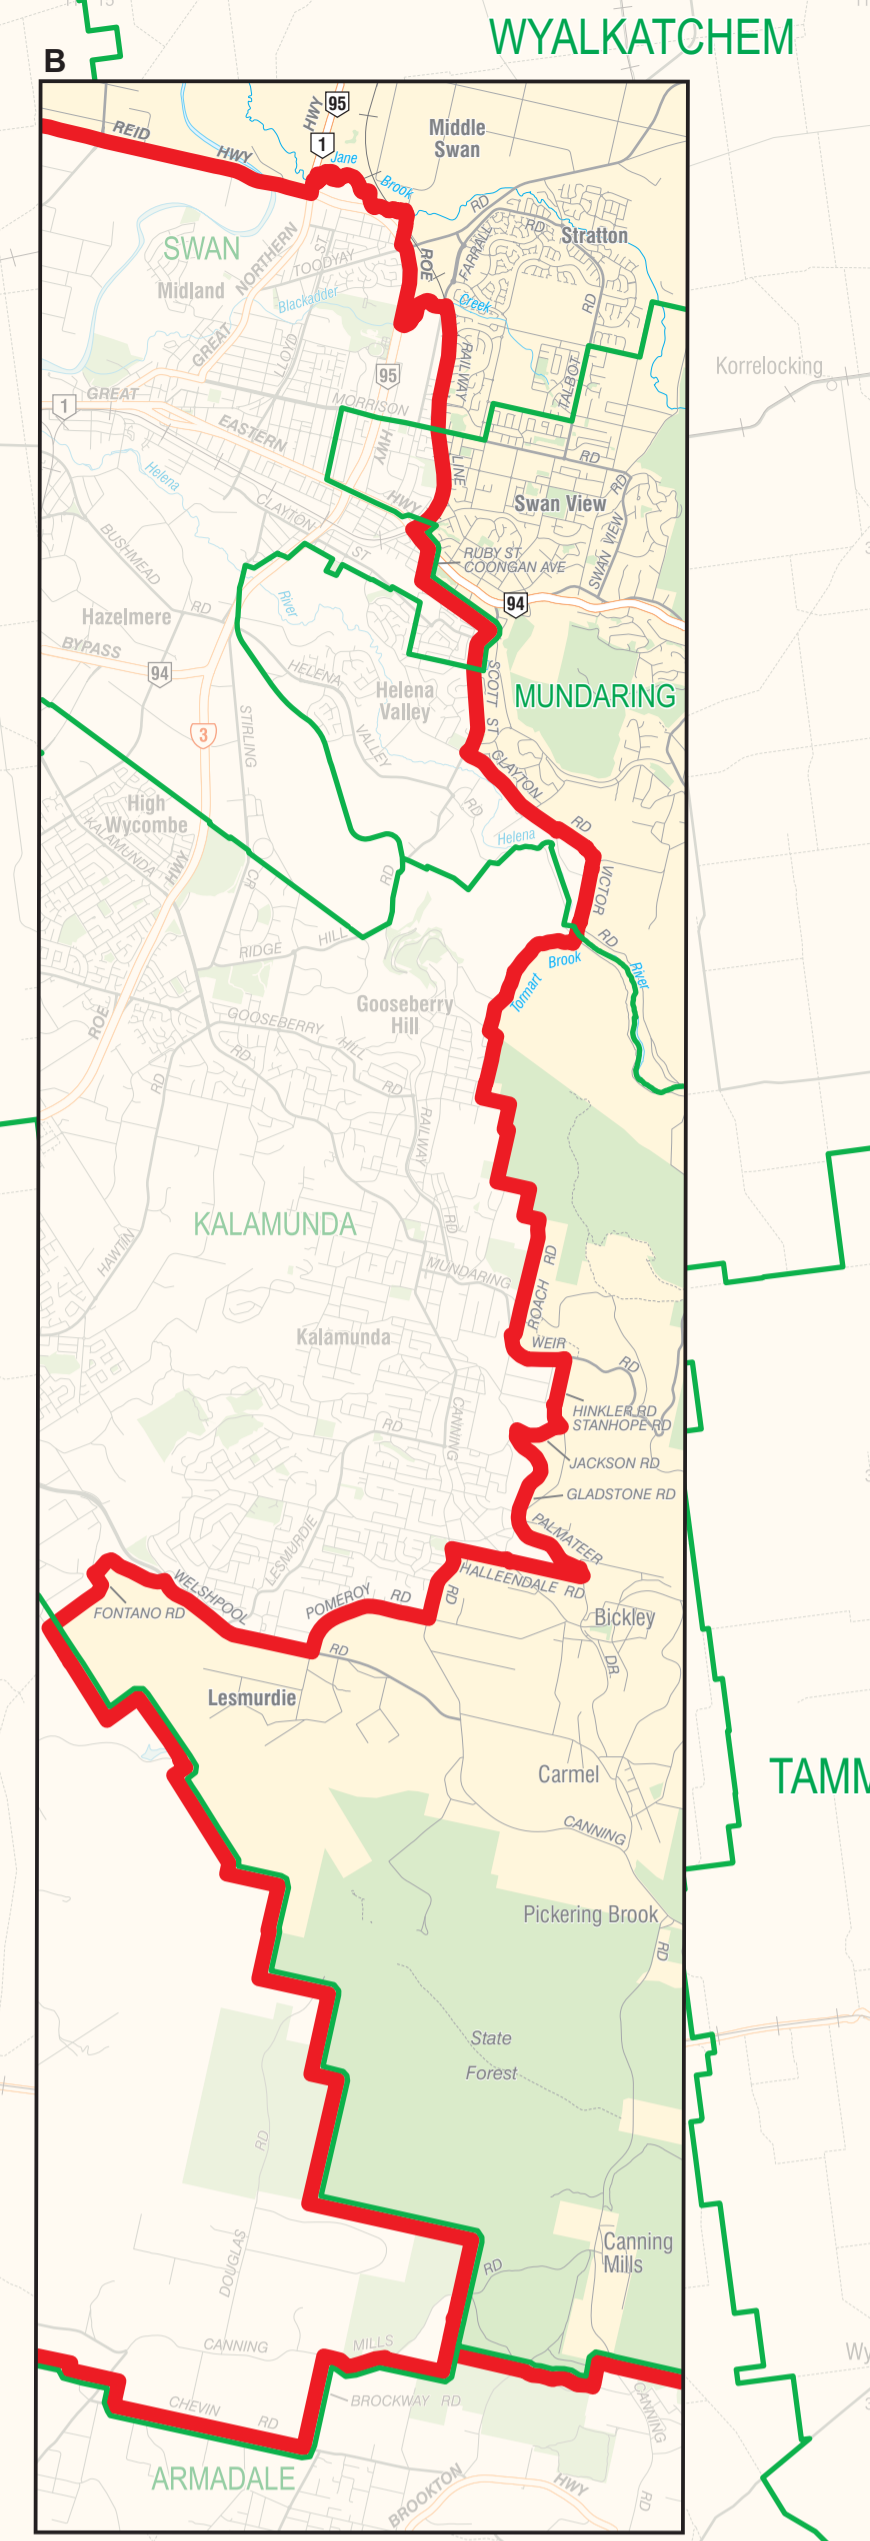 WYALKATCHEM
B
95
HWY
1
REID
HWY
Jane
Brook
Middle
Swan
RD
RD
Stratton
FARRALL
ROE
SWAN
Midland
NORTHERN
GREAT
TOODYAY
ST
Blackadder
Creek
LLOYD
RAILWAY
RD
TALBOT
95
Korrelocking
1
GREAT
EASTERN
MORRISON
HWY
HWY
LINE
RD
Helena
CLAYTON
ST
Swan View
RD
SWAN VIEW
BUSHMEAD
RD
RUBY ST
COONGAN AVE
94
River
Hazelmere
BYPASS
94
HELENA
Helena
Valley
VALLEY
RD
SCOTT ST
MUNDARING
STIRLING
3
CLAYTON
RD
High
Wycombe
KALAMUNDA
HWY
Helena
CR
RD
VICTOR
RD
HILL
RIDGE
Brook
River
Tormart
Gooseberry
Hill
GOOSEBERRY
HILL
RD
ROE
RD
RD
RAILWAY
RD
KALAMUNDA
HAWTIN
MUNDARING
RD
ROACH
Kalamunda
WEIR
RD
HINKLER RD
STANHOPE RD
RD
CANNING
JACKSON RD
GLADSTONE RD
LESMURDIE
PALMATEER
WELSHPOOL
HALLEENDALE RD
FONTANO RD
POMEROY RD
RD
Bickley
RD
DR
Lesmurdie
Carmel
TAMM
CANNING
Pickering Brook
RD
State
Forest
RD
DOUGLAS
Canning
Mills
RD
CANNING
MILLS
Wy
CHEVIN
RD
BROCKWAY RD
CANNING
ARMADALE
BROOKTON
HWY
RD